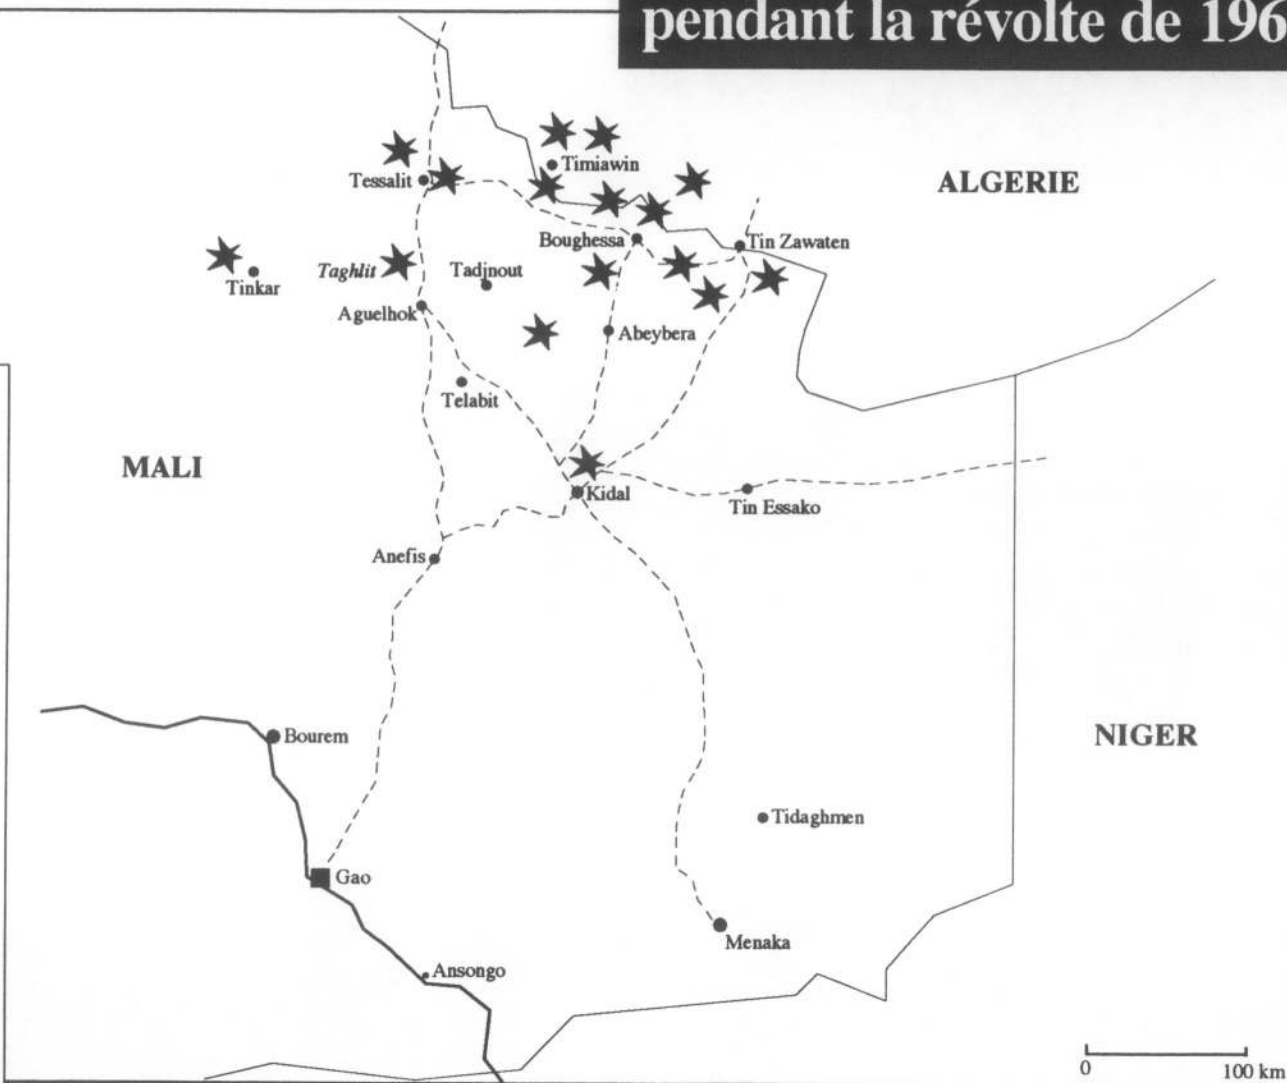 pendant la révolte de 196
ALGERIE
Timiawin
Tessalit
Boughessa
Tin Zawaten
Taghlit
Tadjnout
Tinkar
Aguelhok
Abeybera
Telabit
MALI
Kidal
Tin Essako
Anefis
NIGER
Bourem
Tidaghmen
Gao
Menaka
Ansongo
0 100 km